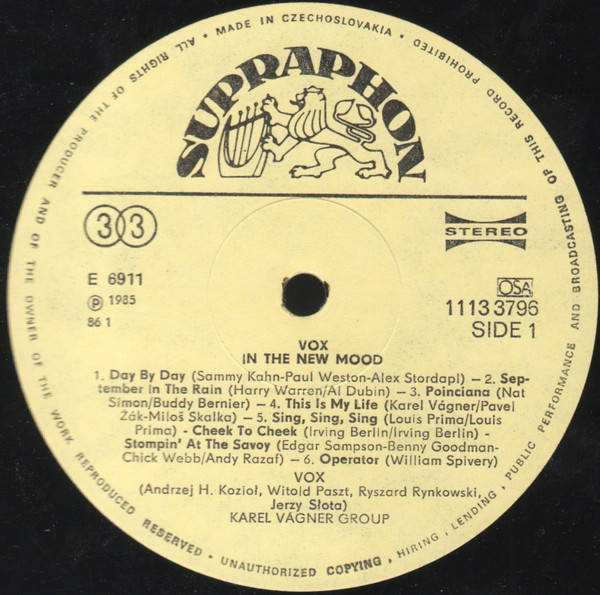 MADE IN CZECHOSLOVAKIA • PROHIBITED
ALL RIGHTS OF THE PRODUCER AND OF THE OWNER OF THE WORK REPRODUCED RESERVED • UNAUTHORIZED COPYING, HIRING, LENDING, PUBLIC PERFORMANCE AND BROADCASTING OF THIS RECORD
SUPRAPHON
33
STEREO
E 6911
Ⓟ 1985
86 1
OSA
1113 3796
SIDE 1
VOX
IN THE NEW MOOD
1. Day By Day (Sammy Kahn-Paul Weston-Alex Stordapl) – 2. Sep-
tember In The Rain (Harry Warren/Al Dubin) – 3. Poinciana (Nat
Simon/Buddy Bernier) – 4. This Is My Life (Karel Vágner/Pavel
Žák-Miloš Skalka) – 5. Sing, Sing, Sing (Louis Prima/Louis
Prima) - Cheek To Cheek (Irving Berlin/Irving Berlin) -
Stompin' At The Savoy (Edgar Sampson-Benny Goodman-
Chick Webb/Andy Razaf) – 6. Operator (William Spivery)
VOX
(Andrzej H. Kozioł, Witold Paszt, Ryszard Rynkowski,
Jerzy Słota)
KAREL VÁGNER GROUP